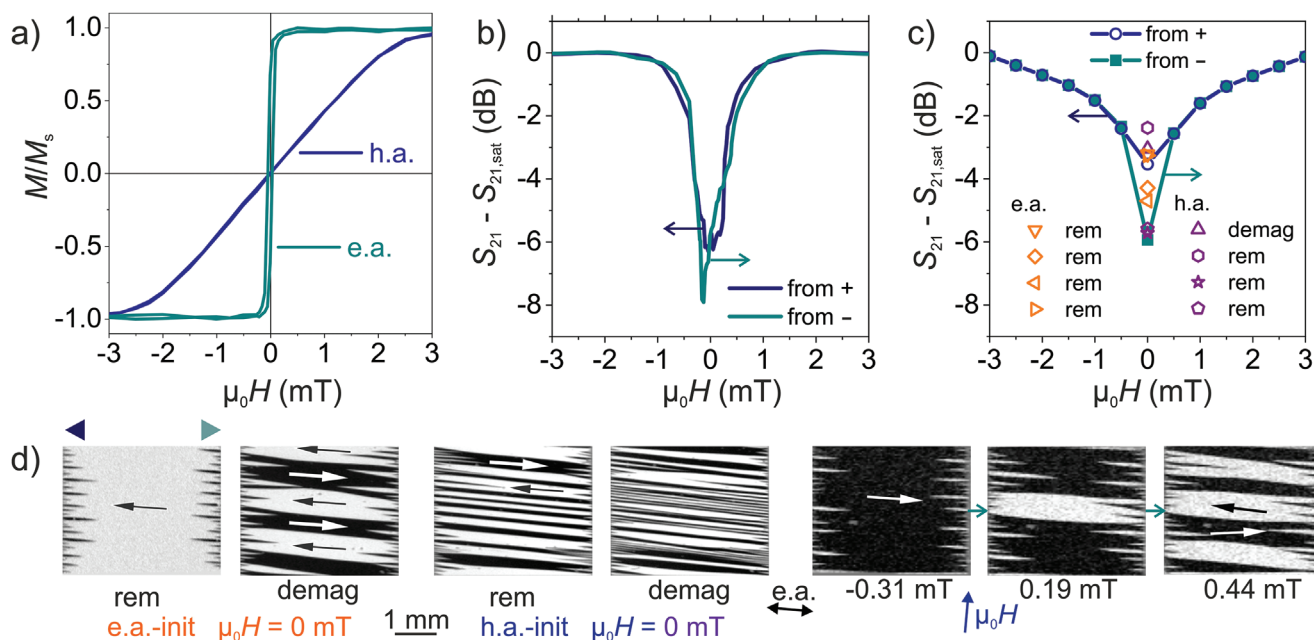 a)
M/Mₛ
1.0
0.5
0.0
-0.5
-1.0
h.a.
e.a.
-3 -2 -1 0 1 2 3
μ₀H (mT)
b)
S₂₁ - S₂₁,sat (dB)
0
-2
-4
-6
-8
from +
from –
-3 -2 -1 0 1 2 3
μ₀H (mT)
c)
S₂₁ - S₂₁,sat (dB)
from +
from –
0
-2
-4
-6
-8
e.a. h.a.
rem demag
rem rem
rem rem
rem rem
-3 -2 -1 0 1 2 3
μ₀H (mT)
d)
rem demag rem demag e.a. -0.31 mT 0.19 mT 0.44 mT
e.a.-init μ₀H = 0 mT 1 mm h.a.-init μ₀H = 0 mT μ₀H